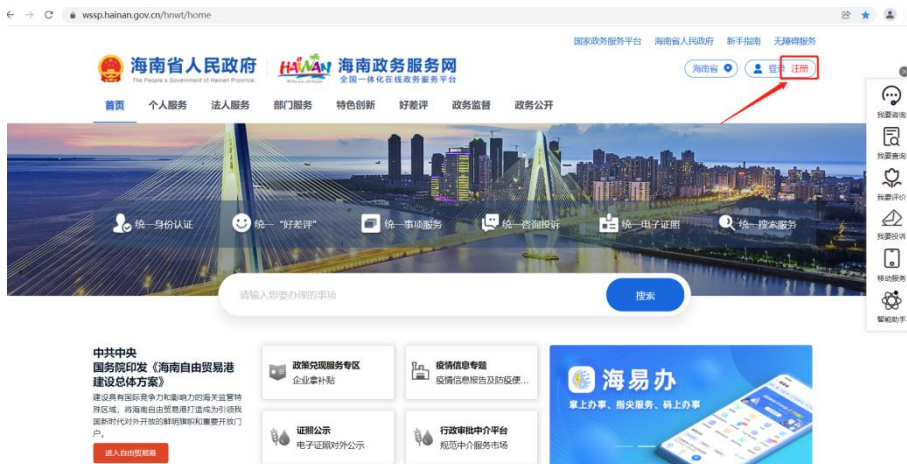 wssp.hainan.gov.cn/hnwt/home
国家政务服务平台 海南省人民政府 新手指南 无障碍服务
海南省人民政府
The People's Government of Hainan Province
HAINAN
海南政务服务网
全国一体化在线政务服务平台
海南省 登录 注册
首页 个人服务 法人服务 部门服务 特色创新 好差评 政务监督 政务公开
我要咨询
我要查询
我要评价
我要投诉
移动服务
智能助手
统一身份认证 统一“好差评” 统一事项服务 统一咨询投诉 统一电子证照 统一搜索服务
请输入您要办理的事项 搜索
中共中央
国务院印发《海南自由贸易港
建设总体方案》
建设具有国际竞争力和影响力的海关监管特
殊区域，将海南自由贸易港打造成为引领我
国新时代对外开放的鲜明旗帜和重要开放门
户。
进入自由贸易港
政策兑现服务专区
企业拿补贴
疫情信息专题
疫情信息报告及防疫便...
证照公示
电子证照对外公示
行政审批中介平台
规范中介服务市场
海易办
掌上办事、指尖服务、码上办事